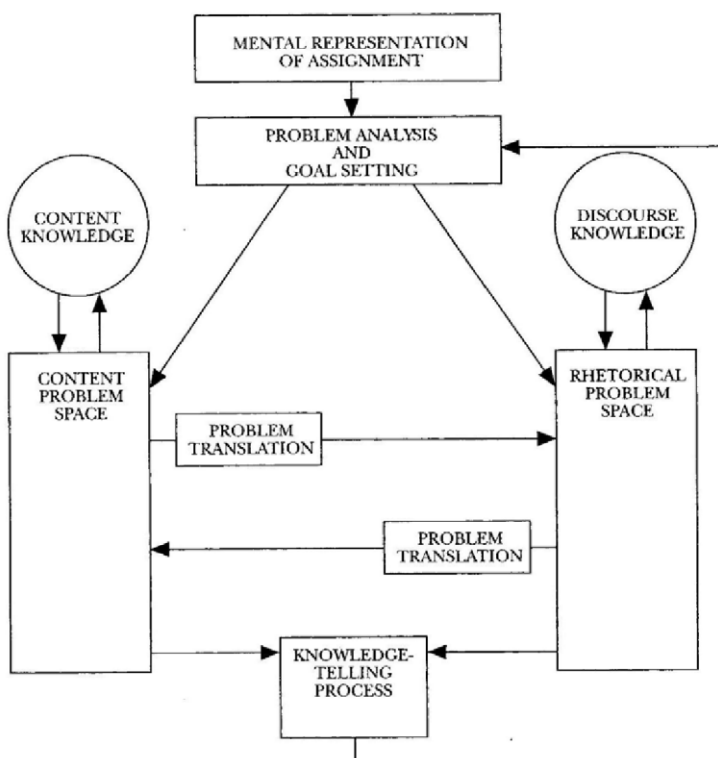 MENTAL REPRESENTATION
OF ASSIGNMENT
PROBLEM ANALYSIS
AND
GOAL SETTING
CONTENT
KNOWLEDGE
DISCOURSE
KNOWLEDGE
CONTENT
PROBLEM
SPACE
RHETORICAL
PROBLEM
SPACE
PROBLEM
TRANSLATION
PROBLEM
TRANSLATION
KNOWLEDGE-
TELLING
PROCESS